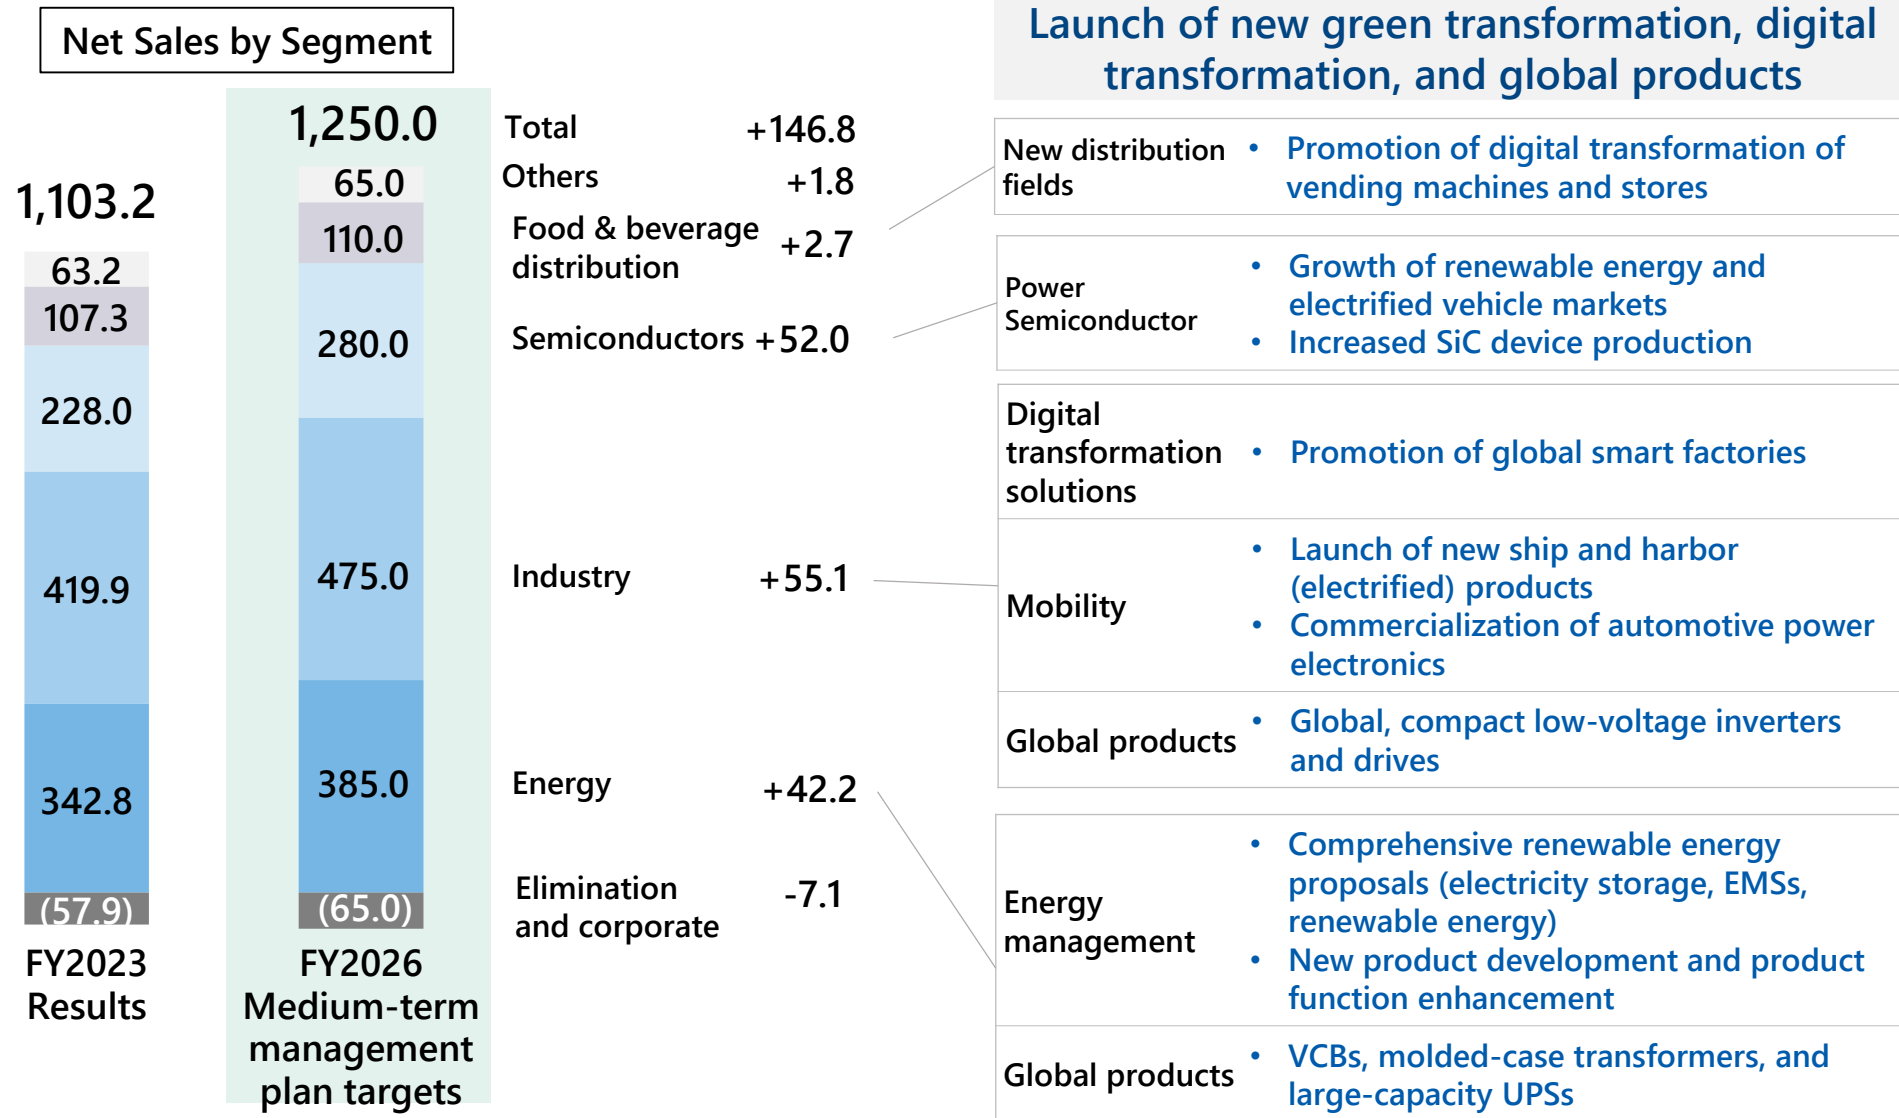 Net Sales by Segment
1,103.2
63.2
107.3
228.0
419.9
342.8
(57.9)
FY2023
Results
1,250.0
65.0
110.0
280.0
475.0
385.0
(65.0)
FY2026
Medium-term
management
plan targets
Total +146.8
Others +1.8
Food & beverage
distribution +2.7
Semiconductors +52.0
Industry +55.1
Energy +42.2
Elimination
and corporate -7.1
Launch of new green transformation, digital
transformation, and global products
New distribution
fields
• Promotion of digital transformation of
vending machines and stores
Power
Semiconductor
• Growth of renewable energy and
electrified vehicle markets
• Increased SiC device production
Digital
transformation
solutions
• Promotion of global smart factories
Mobility
• Launch of new ship and harbor
(electrified) products
• Commercialization of automotive power
electronics
Global products
• Global, compact low-voltage inverters
and drives
Energy
management
• Comprehensive renewable energy
proposals (electricity storage, EMSs,
renewable energy)
• New product development and product
function enhancement
Global products
• VCBs, molded-case transformers, and
large-capacity UPSs